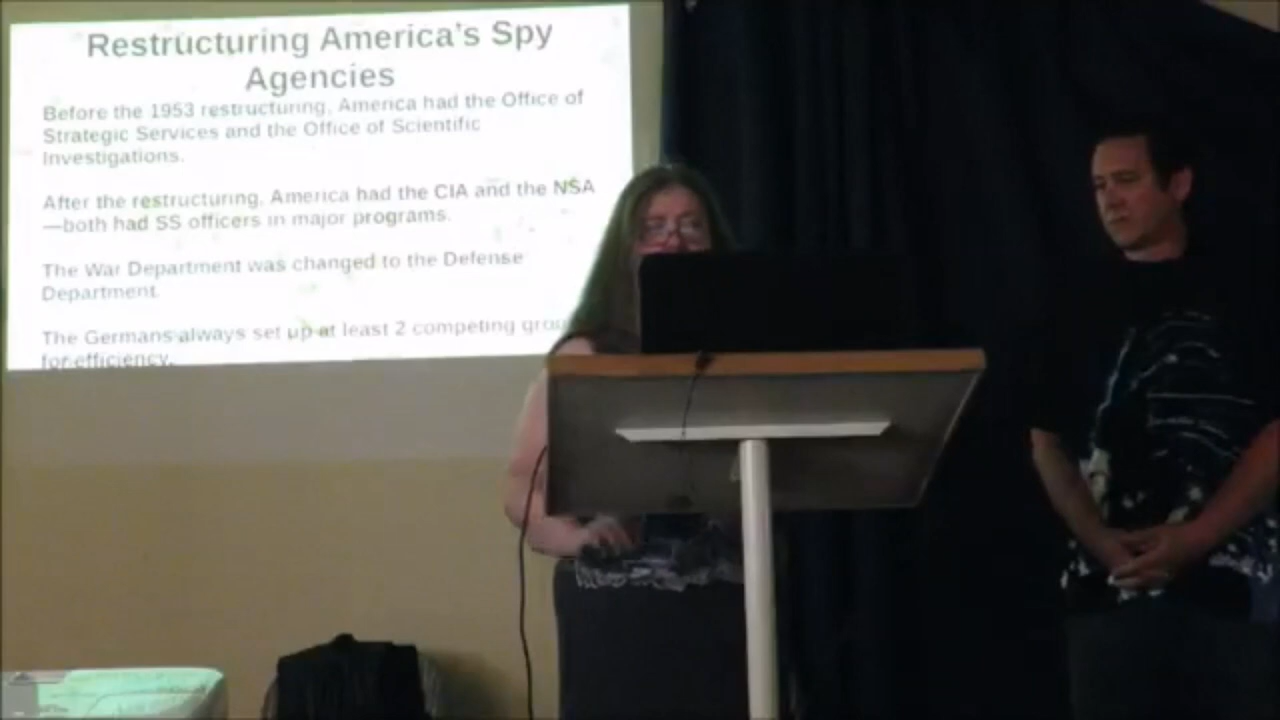 Restructuring America's Spy
Agencies
Before the 1953 restructuring, America had the Office of
Strategic Services and the Office of Scientific
Investigations.
After the restructuring, America had the CIA and the NSA
—both had SS officers in major programs.
The War Department was changed to the Defense
Department.
The Germans always set up at least 2 competing
for efficiency.